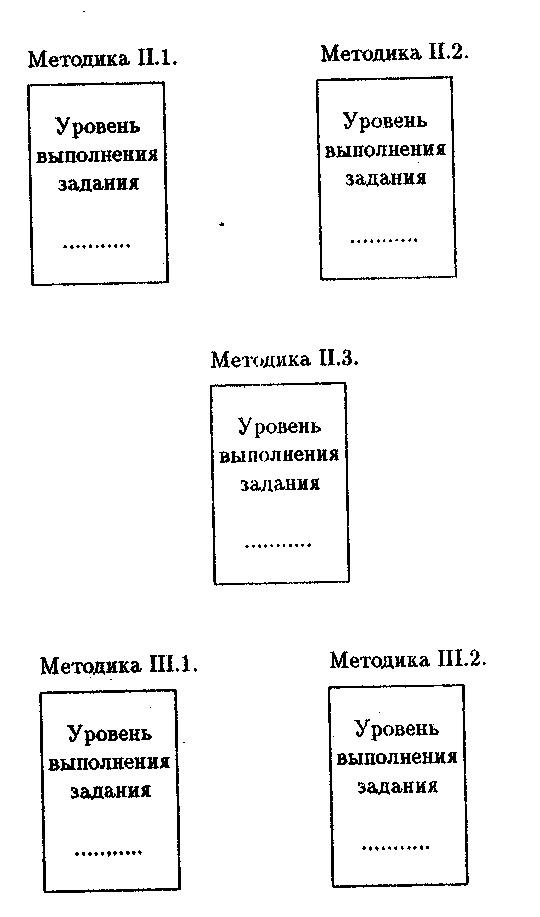 Методика II.1.
Уровень
выполнения
задания
...........
Методика II.2.
Уровень
выполнения
задания
...........
Методика II.3.
Уровень
выполнения
задания
...........
Методика III.1.
Уровень
выполнения
задания
...........
Методика III.2.
Уровень
выполнения
задания
...........